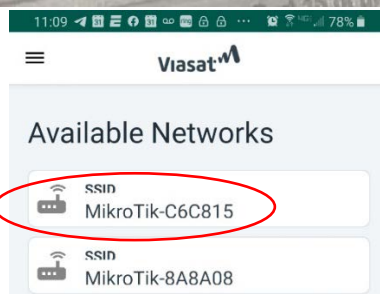 11:09 78%
Viasat
Available Networks
SSID
MikroTik-C6C815
SSID
MikroTik-8A8A08